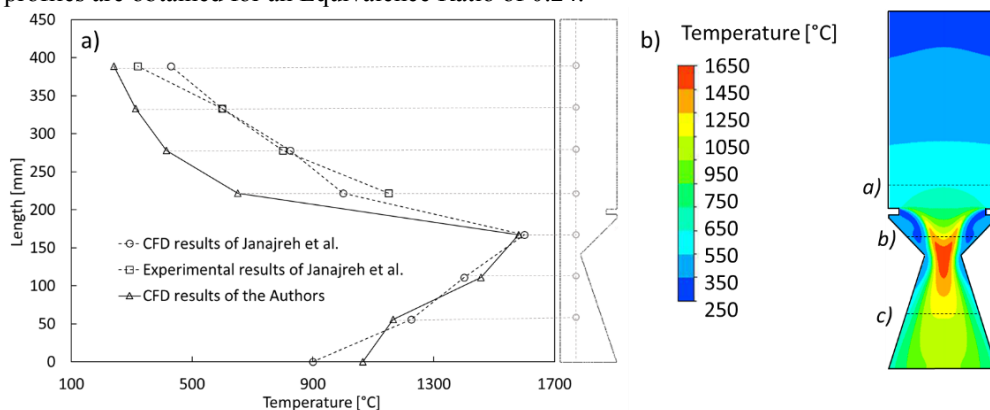 profiles are obtained for an Equivalence Ratio of 0.24.
a)
450
400
350
300
250
200
150
100
50
0
Length [mm]
CFD results of Janajreh et al.
Experimental results of Janajreh et al.
CFD results of the Authors
100 500 900 1300 1700
Temperature [°C]
b) Temperature [°C]
1650
1450
1250
1050
950
750
650
550
450
350
250
a)
b)
c)